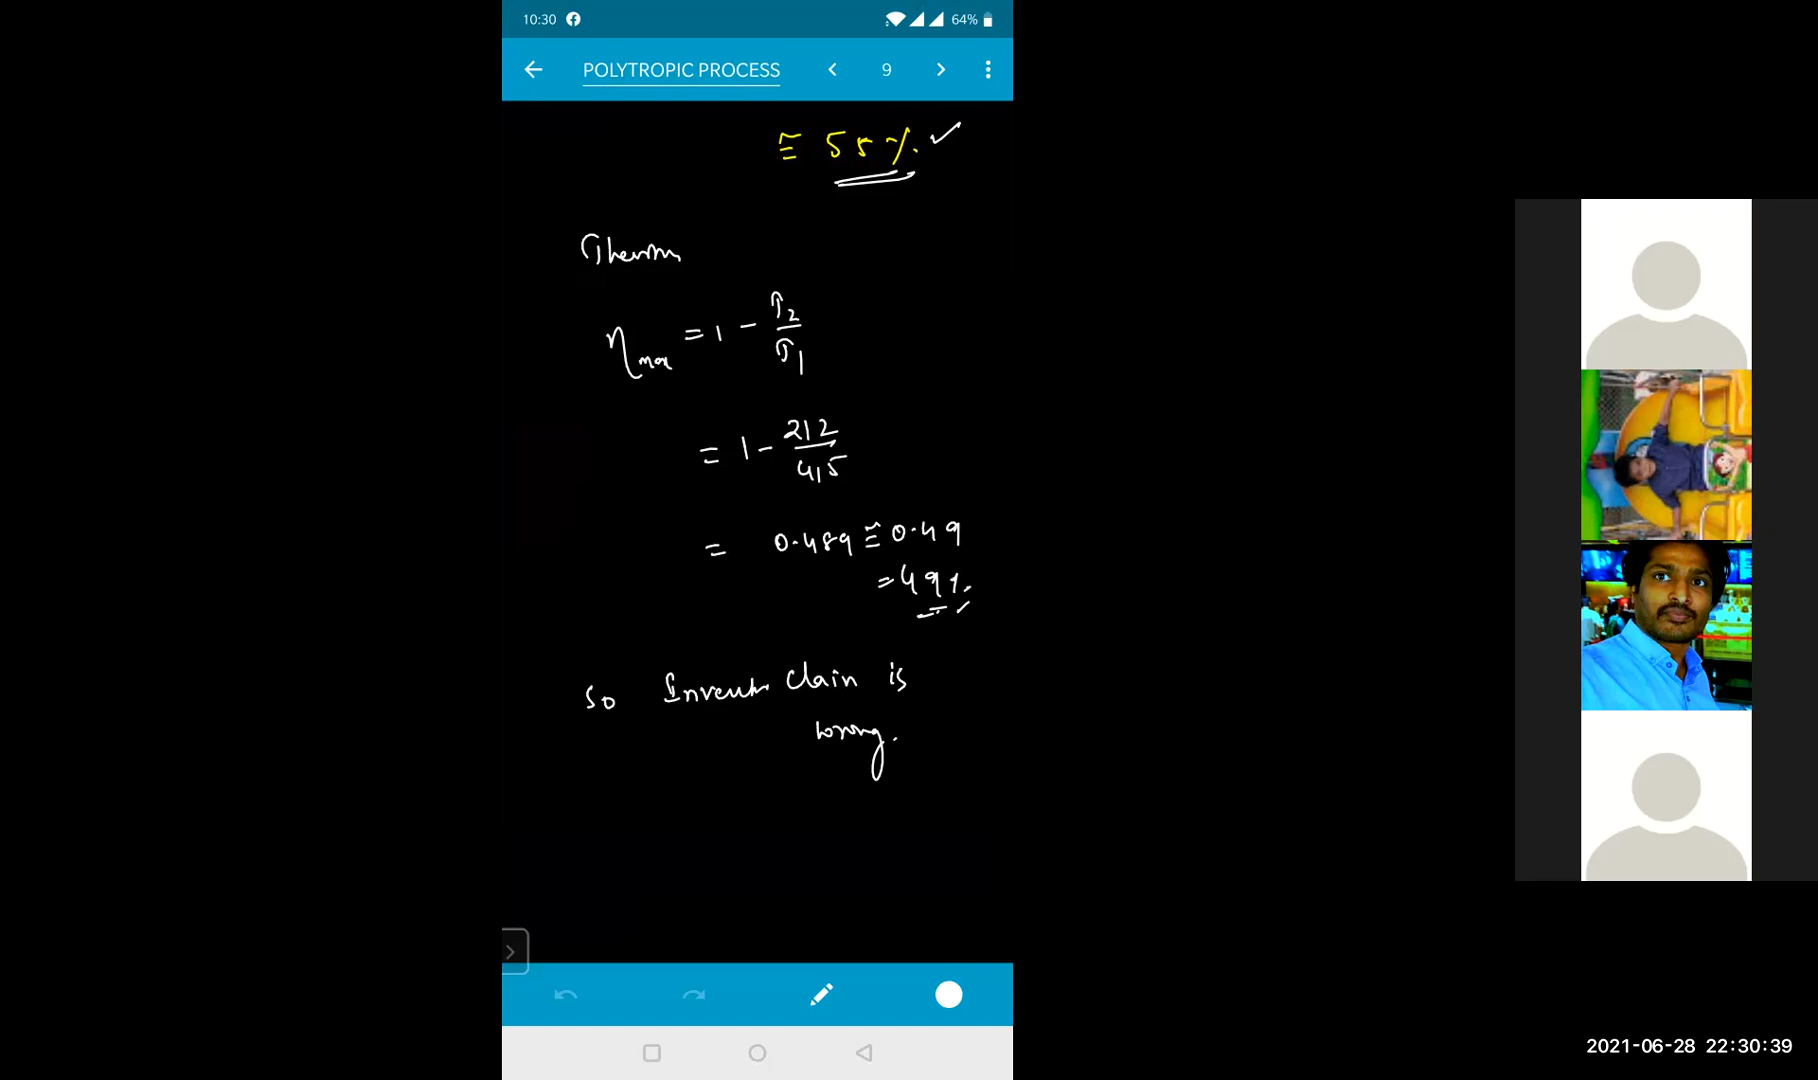 10:30 64%
POLYTROPIC PROCESS 9
≅ 55%. ✓
Therm
η max = 1 - T2/T1
= 1 - 212/415
= 0.489 ≅ 0.49
= 49%.
So Inventor claim is
wrong.
2021-06-28 22:30:39